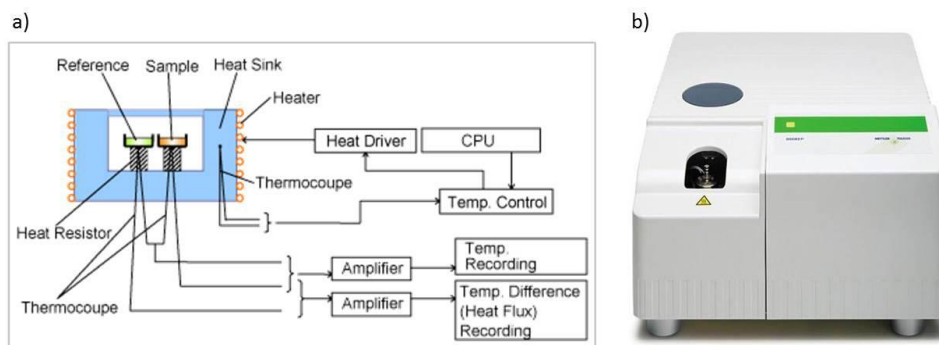 a)
b)
Reference
Sample
Heat Sink
Heater
Heat Driver
CPU
Thermocoupe
Temp. Control
Heat Resistor
Amplifier
Temp.
Recording
Thermocoupe
Amplifier
Temp. Difference
(Heat Flux)
Recording